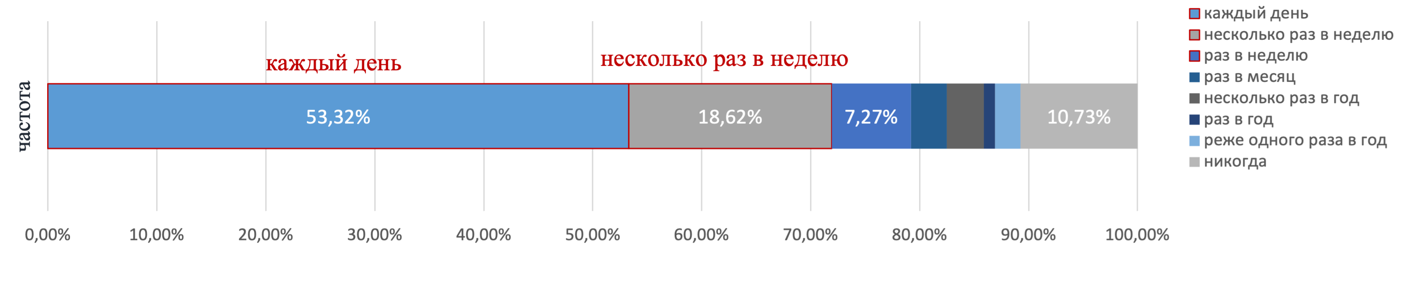 каждый день
несколько раз в неделю
частота
53,32%
18,62%
7,27%
10,73%
0,00%
10,00%
20,00%
30,00%
40,00%
50,00%
60,00%
70,00%
80,00%
90,00%
100,00%
каждый день
несколько раз в неделю
раз в неделю
раз в месяц
несколько раз в год
раз в год
реже одного раза в год
никогда